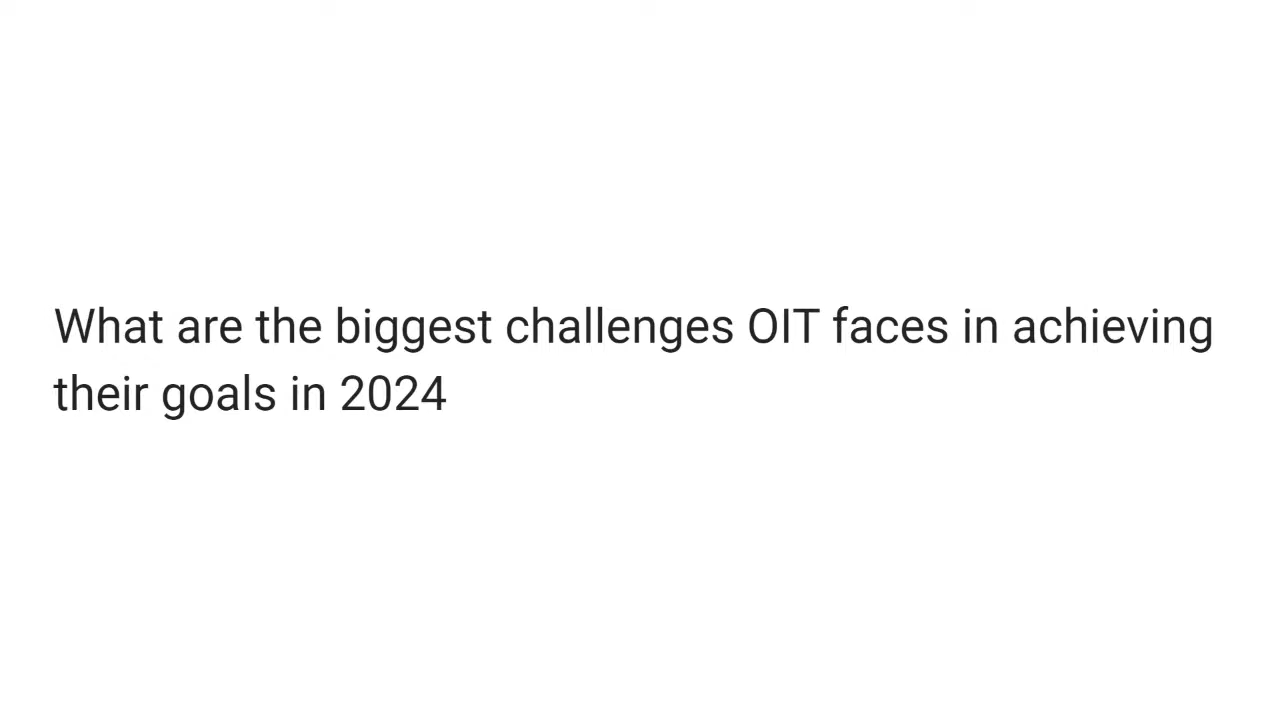 What are the biggest challenges OIT faces in achieving
their goals in 2024